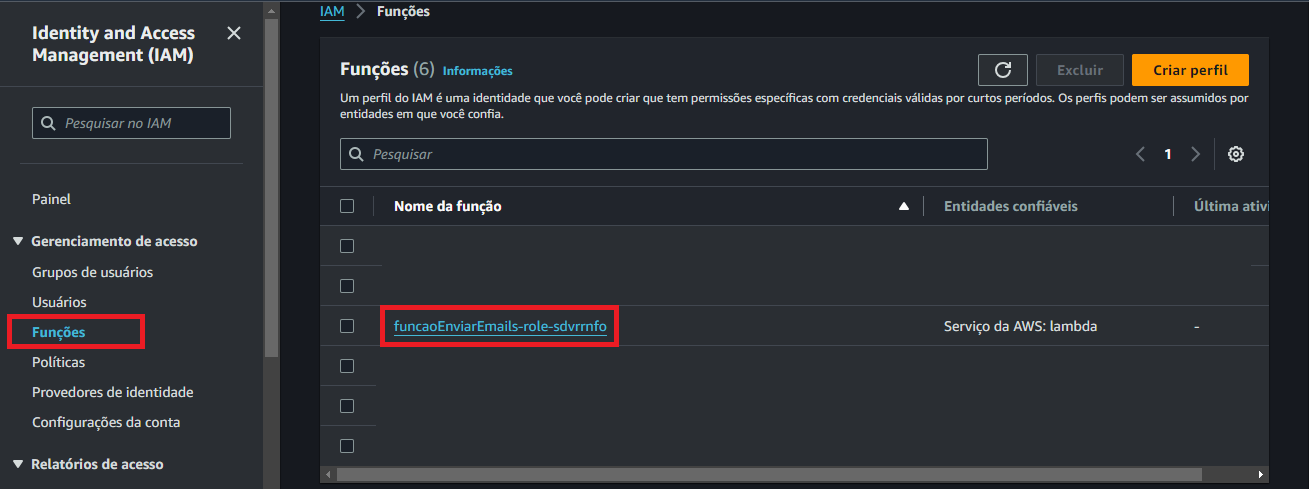 Identity and Access
Management (IAM)
Pesquisar no IAM
Painel
Gerenciamento de acesso
Grupos de usuários
Usuários
Funções
Políticas
Provedores de identidade
Configurações da conta
Relatórios de acesso
IAM > Funções
Funções (6) Informações
Excluir
Criar perfil
Um perfil do IAM é uma identidade que você pode criar que tem permissões específicas com credenciais válidas por curtos períodos. Os perfis podem ser assumidos por
entidades em que você confia.
Pesquisar
1
Nome da função Entidades confiáveis Última ativi
funcaoEnviarEmails-role-sdvrrnfo Serviço da AWS: lambda -